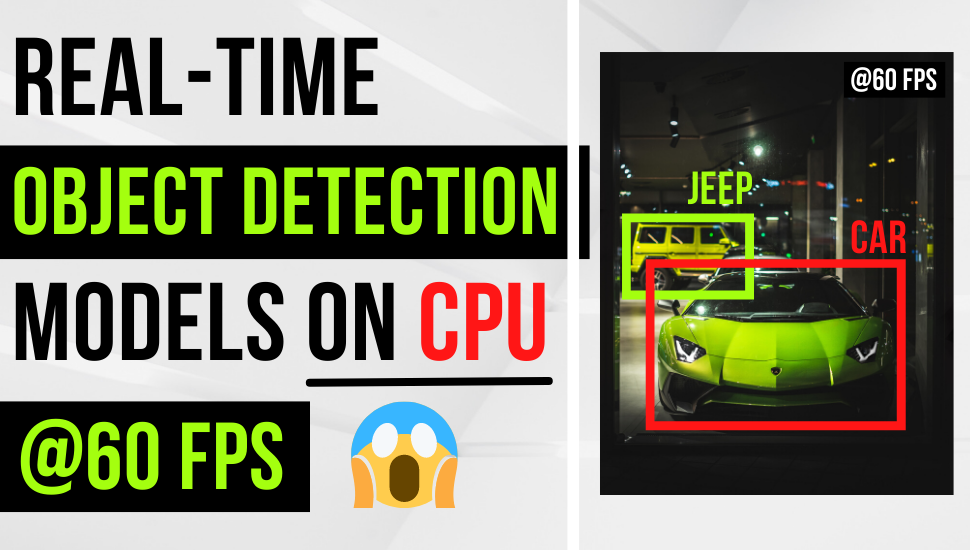 REAL-TIME
OBJECT DETECTION
MODELS ON CPU
@60 FPS
@60 FPS
JEEP
CAR